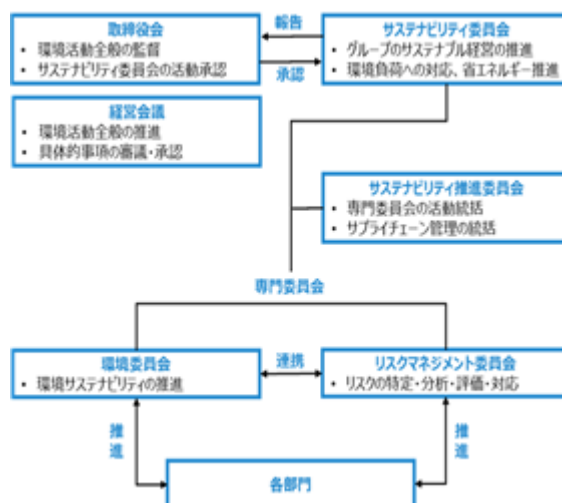 取締役会
• 環境活動全般の監督
• サステナビリティ委員会の活動承認
報告
承認
サステナビリティ委員会
• グループのサステナブル経営の推進
• 環境負荷への対応、省エネルギー推進
経営会議
• 環境活動全般の推進
• 具体的事項の審議・承認
サステナビリティ推進委員会
• 専門委員会の活動統括
• サプライチェーン管理の統括
専門委員会
環境委員会
• 環境サステナビリティの推進
連携
リスクマネジメント委員会
• リスクの特定・分析・評価・対応
推進
推進
各部門